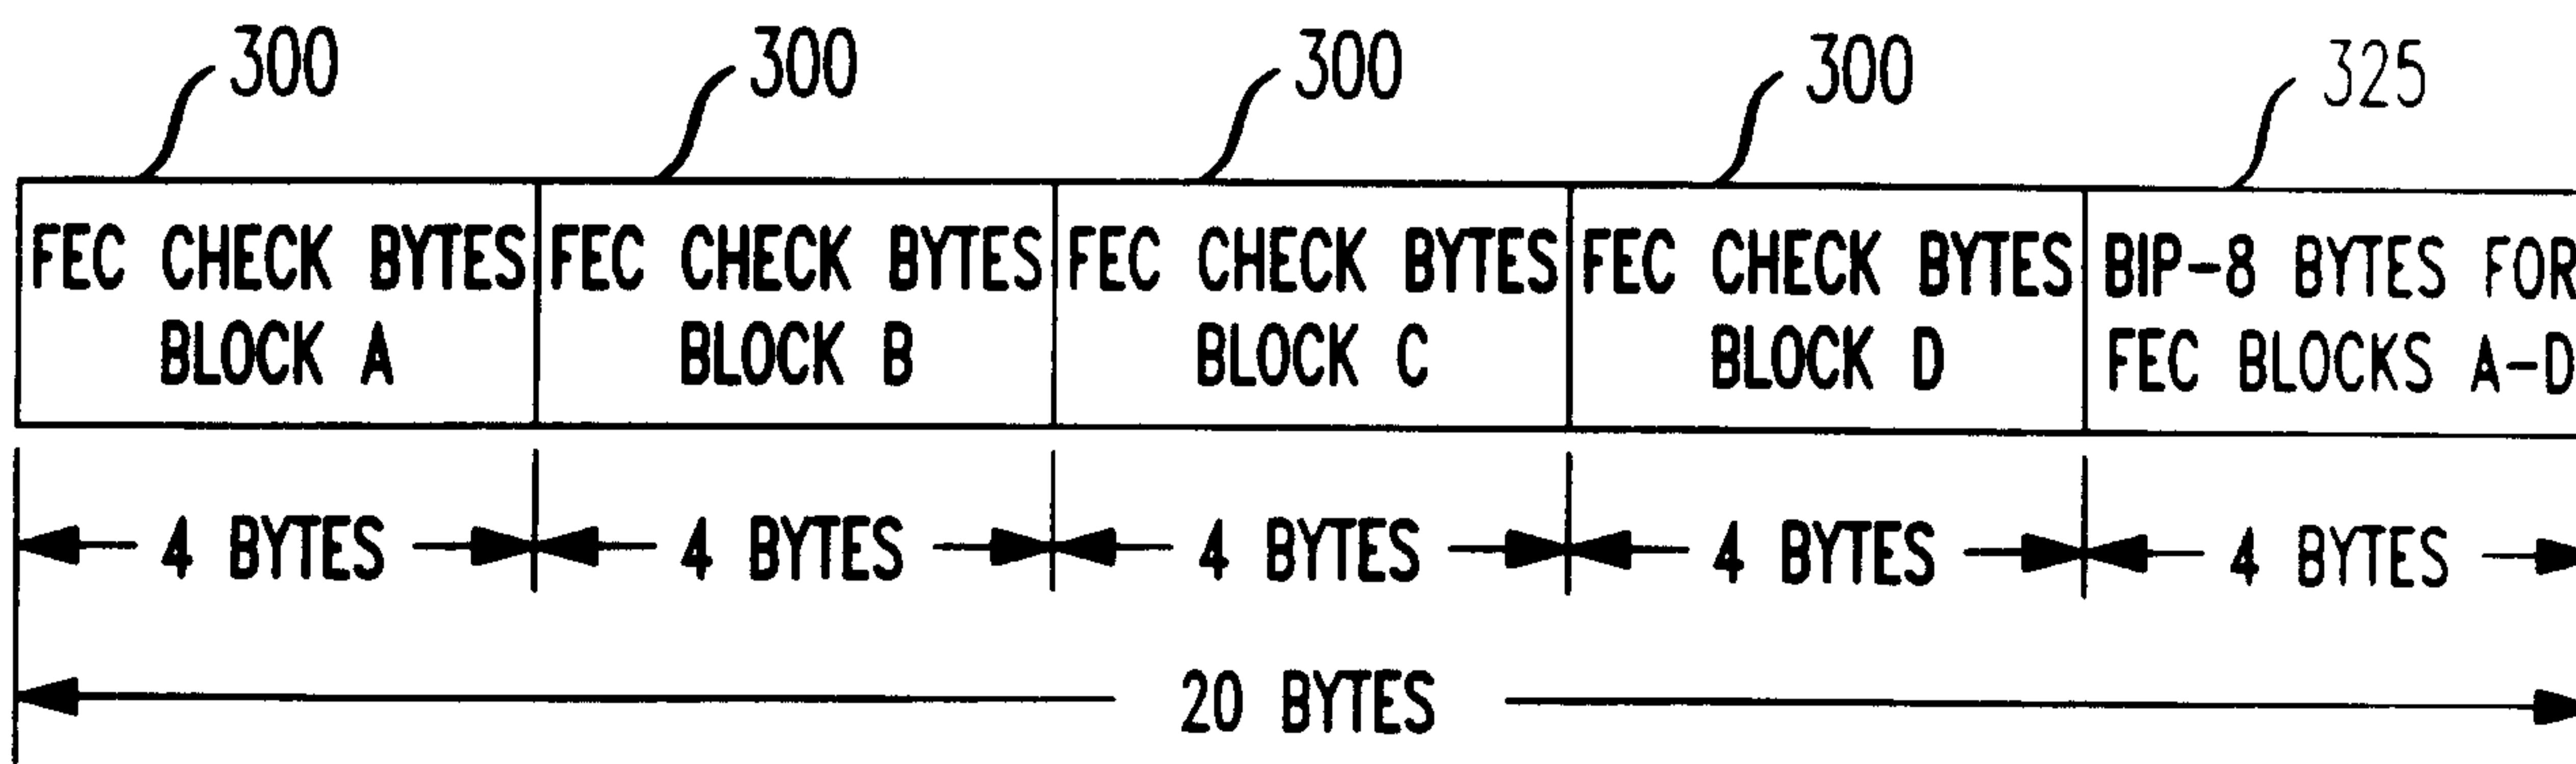 300 300 300 300 325
FEC CHECK BYTES FEC CHECK BYTES FEC CHECK BYTES FEC CHECK BYTES BIP-8 BYTES FOR
BLOCK A BLOCK B BLOCK C BLOCK D FEC BLOCKS A-D
4 BYTES 4 BYTES 4 BYTES 4 BYTES 4 BYTES
20 BYTES